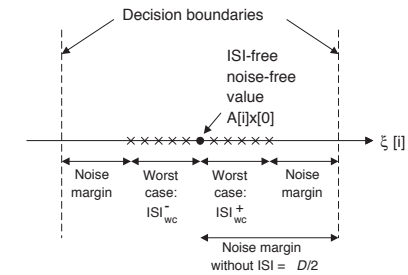 Decision boundaries
ISI-free
noise-free
value
A[i]x[0]
ξ [i]
Noise margin
Worst case: ISI⁻wc
Worst case: ISI⁺wc
Noise margin
Noise margin
without ISI = D/2